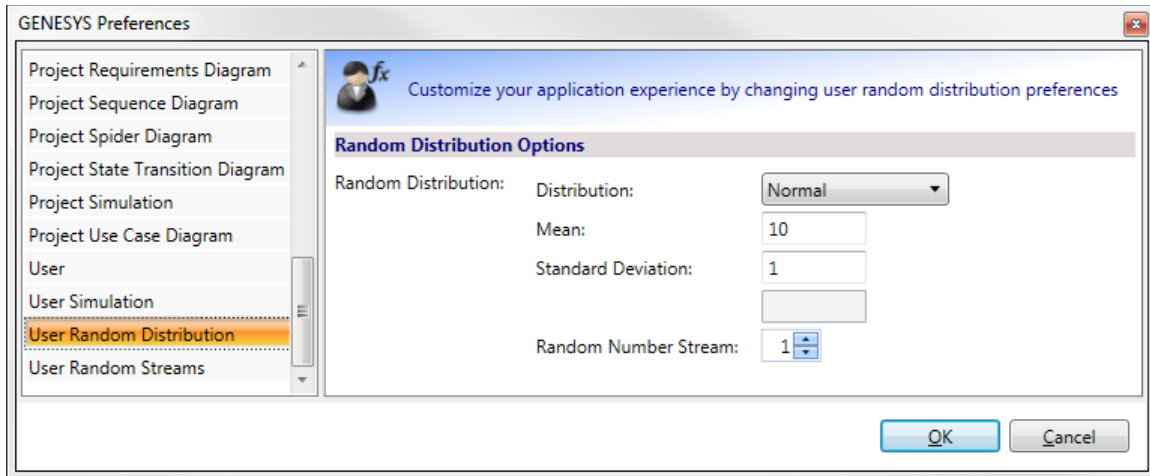 GENESYS Preferences
Project Requirements Diagram
Project Sequence Diagram
Project Spider Diagram
Project State Transition Diagram
Project Simulation
Project Use Case Diagram
User
User Simulation
User Random Distribution
User Random Streams
fx
Customize your application experience by changing user random distribution preferences
Random Distribution Options
Random Distribution:
Distribution: Normal
Mean: 10
Standard Deviation: 1
Random Number Stream: 1
OK Cancel